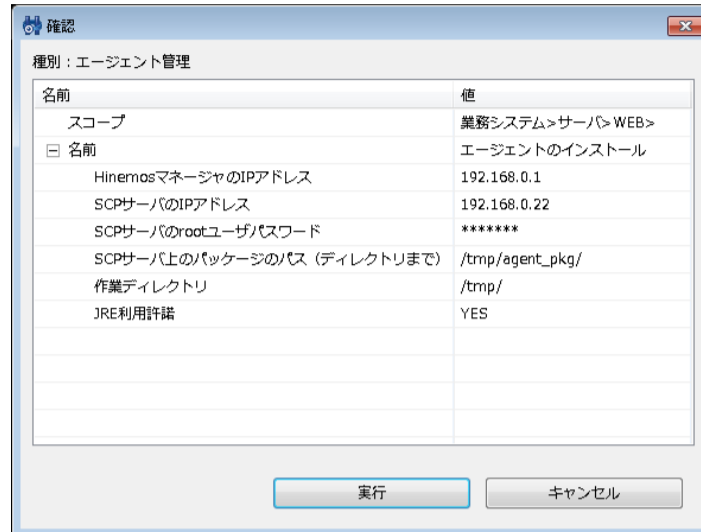 確認
種別：エージェント管理
名前 値
スコープ 業務システム>サーバ>WEB>
名前 エージェントのインストール
HinemosマネージャのIPアドレス 192.168.0.1
SCPサーバのIPアドレス 192.168.0.22
SCPサーバのrootユーザパスワード *******
SCPサーバ上のパッケージのパス（ディレクトリまで） /tmp/agent_pkg/
作業ディレクトリ /tmp/
JRE利用許諾 YES
実行 キャンセル